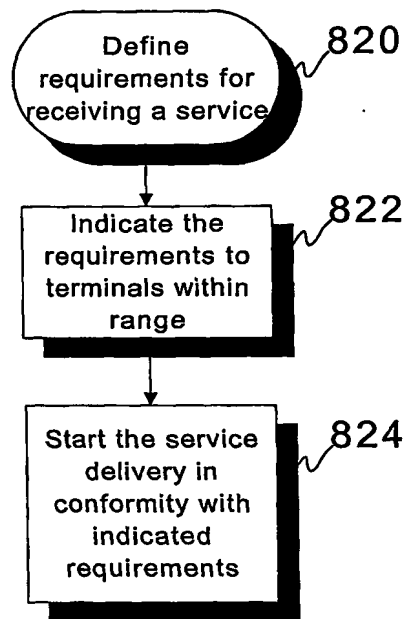 Define
requirements for
receiving a service
820
Indicate the
requirements to
terminals within
range
822
Start the service
delivery in
conformity with
indicated
requirements
824